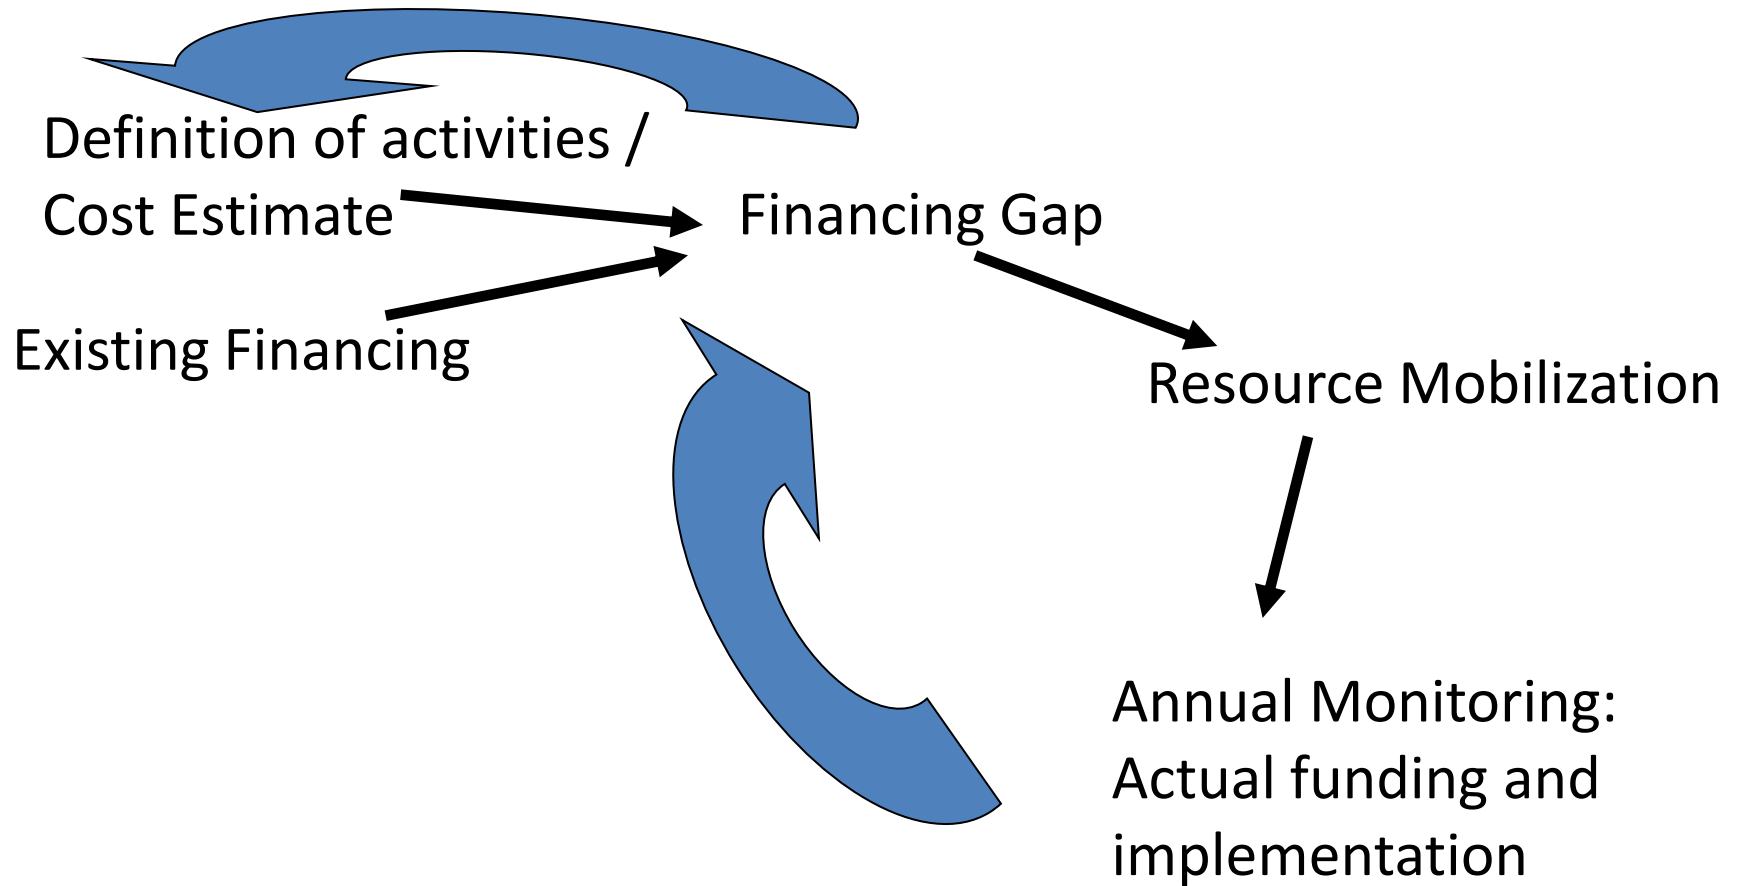 Definition of activities /
Cost Estimate
Financing Gap
Existing Financing
Resource Mobilization
Annual Monitoring:
Actual funding and
implementation